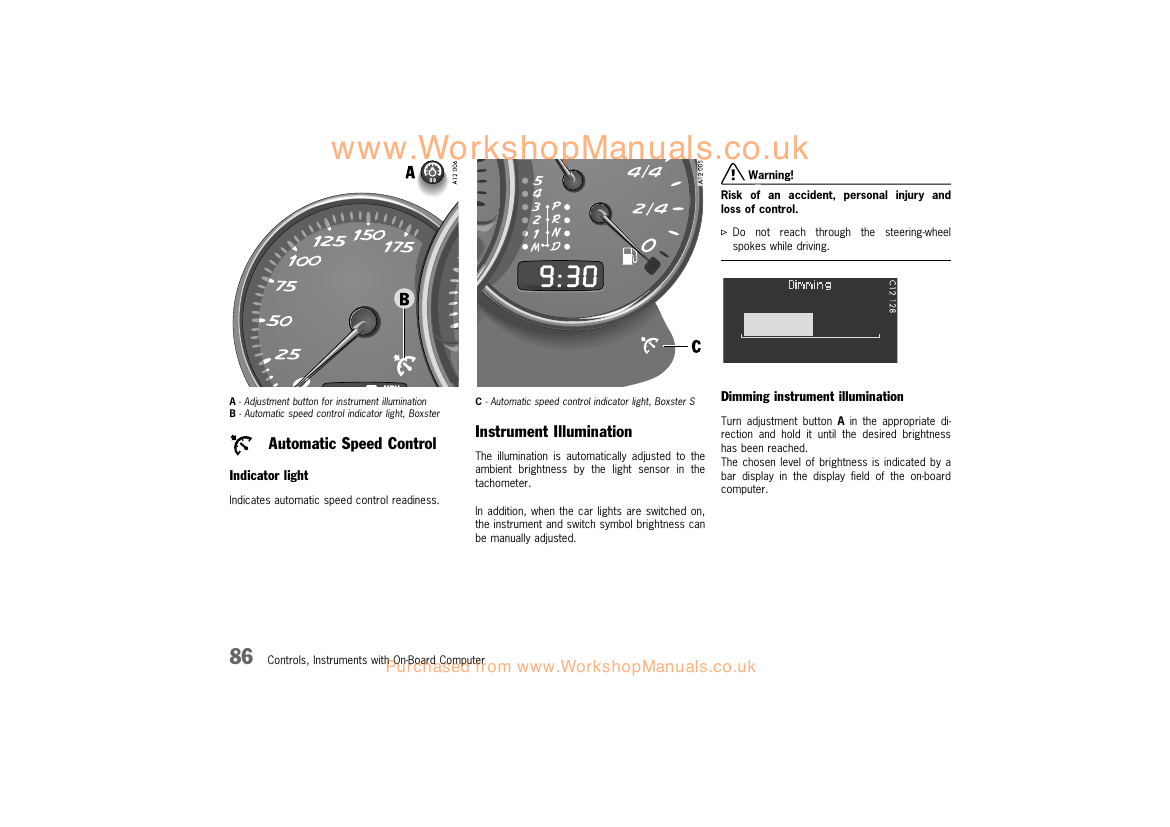 www.WorkshopManuals.co.uk
A
A12 006
125
150
175
100
75
50
25
B
A - Adjustment button for instrument illumination
B - Automatic speed control indicator light, Boxster
Automatic Speed Control
Indicator light
Indicates automatic speed control readiness.
A12 005
5
4
3 P
2 R
1 N
M D
4/4
2/4
0
9:30
C
C - Automatic speed control indicator light, Boxster S
Instrument Illumination
The illumination is automatically adjusted to the
ambient brightness by the light sensor in the
tachometer.
In addition, when the car lights are switched on,
the instrument and switch symbol brightness can
be manually adjusted.
Warning!
Risk of an accident, personal injury and
loss of control.
▷ Do not reach through the steering-wheel
spokes while driving.
Dimming
C12 128
Dimming instrument illumination
Turn adjustment button A in the appropriate di-
rection and hold it until the desired brightness
has been reached.
The chosen level of brightness is indicated by a
bar display in the display field of the on-board
computer.
86 Controls, Instruments with On-Board Computer
Purchased from www.WorkshopManuals.co.uk